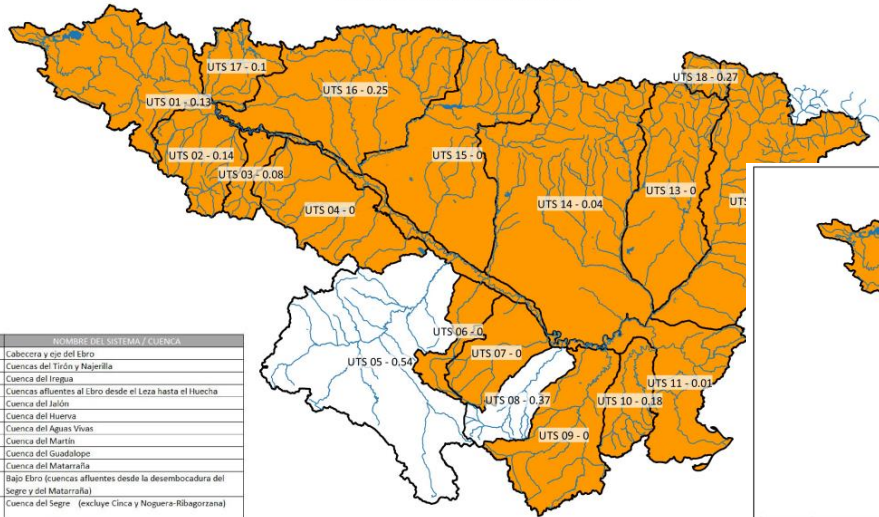 UTS 17 - 0.1
UTS 18 - 0.27
UTS 16 - 0.25
UTS 01 - 0.13
UTS 02 - 0.14
UTS 15 - 0
UTS 03 - 0.08
UTS 13 - 0
UTS 14 - 0.04
UTS
UTS 04 - 0
UTS 06 - 0
UTS 05 - 0.54
UTS 07 - 0
UTS 08 - 0.37
UTS 11 - 0.01
UTS 10 - 0.18
UTS 09 - 0
NOMBRE DEL SISTEMA / CUENCA
Cabecera y eje del Ebro
Cuencas del Tirón y Najerilla
Cuenca del Iregua
Cuencas afluentes al Ebro desde el Leza hasta el Huecha
Cuenca del Jalón
Cuenca del Huerva
Cuenca del Aguas Vivas
Cuenca del Martín
Cuenca del Guadalope
Cuenca del Matarraña
Bajo Ebro (cuencas afluentes desde la desembocadura del
Segre y del Matarraña)
Cuenca del Segre (excluye Cinca y Noguera-Ribagorzana)